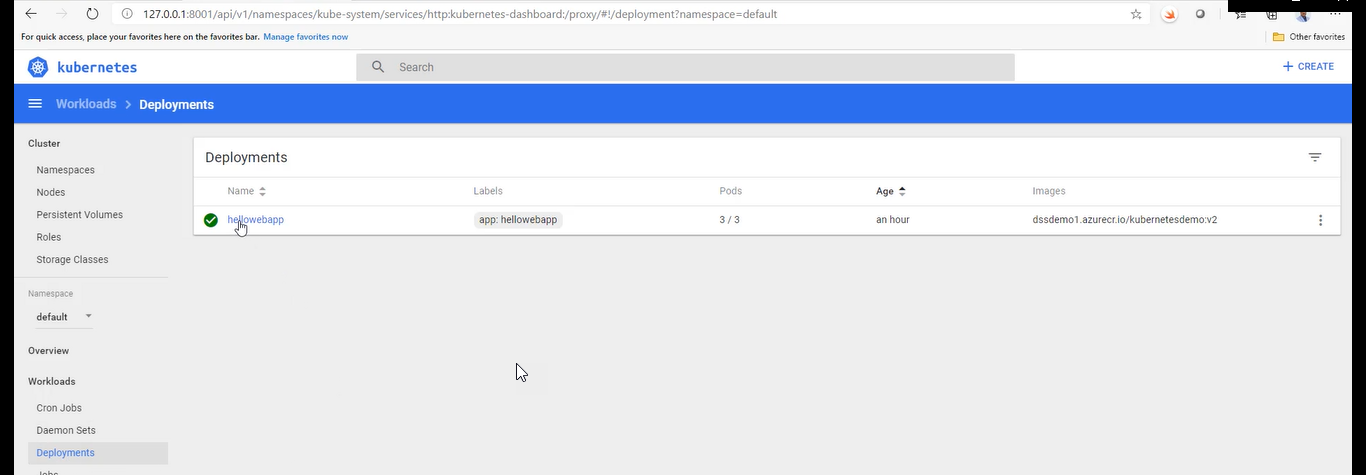 127.0.0.1:8001/api/v1/namespaces/kube-system/services/http:kubernetes-dashboard:/proxy/#!/deployment?namespace=default
For quick access, place your favorites here on the favorites bar. Manage favorites now
Other favorites
kubernetes
Search
+ CREATE
Workloads > Deployments
Cluster
Namespaces
Nodes
Persistent Volumes
Roles
Storage Classes
Namespace
default
Overview
Workloads
Cron Jobs
Daemon Sets
Deployments
Jobs
Deployments
Name Labels Pods Age Images
hellowebapp app: hellowebapp 3 / 3 an hour dssdemo1.azurecr.io/kubernetesdemo:v2